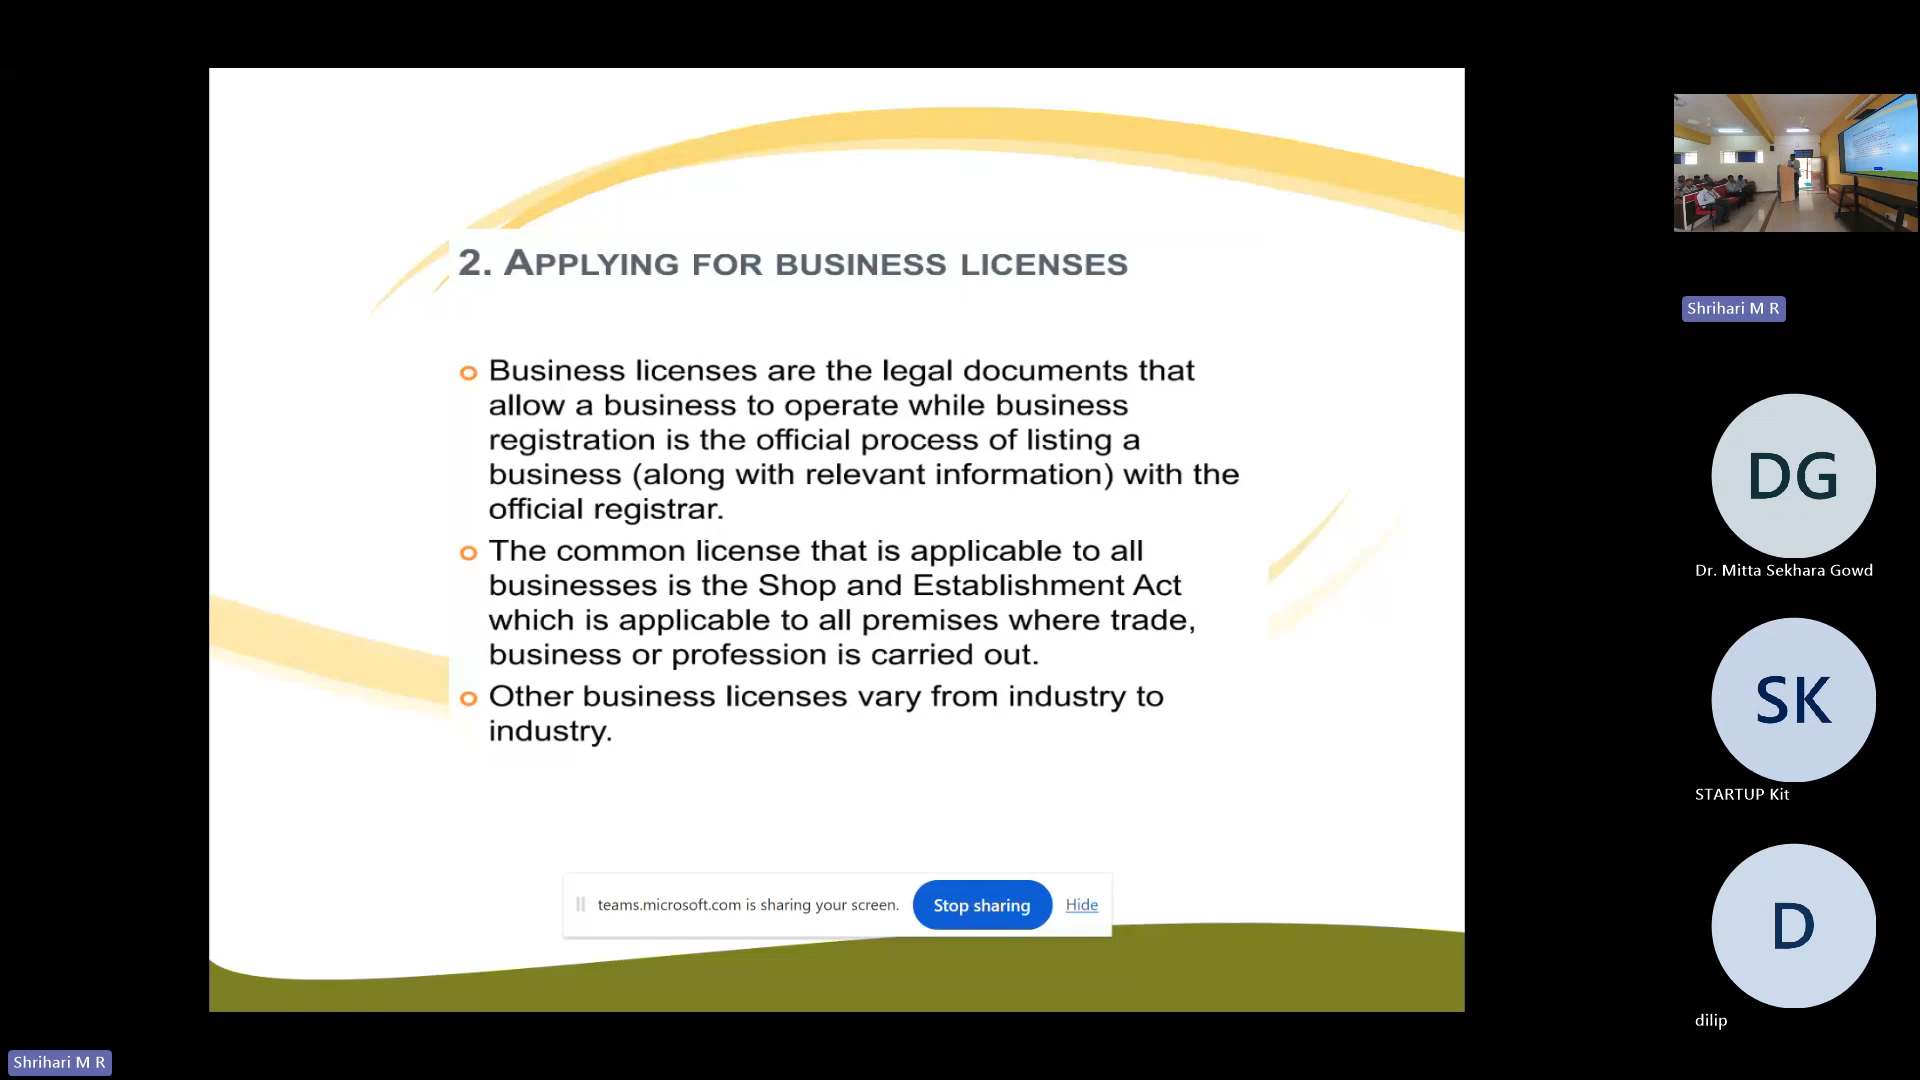 2. APPLYING FOR BUSINESS LICENSES
Business licenses are the legal documents that
allow a business to operate while business
registration is the official process of listing a
business (along with relevant information) with the
official registrar.
The common license that is applicable to all
businesses is the Shop and Establishment Act
which is applicable to all premises where trade,
business or profession is carried out.
Other business licenses vary from industry to
industry.
teams.microsoft.com is sharing your screen. Stop sharing Hide
Shrihari M R
Shrihari M R
DG
Dr. Mitta Sekhara Gowd
SK
STARTUP Kit
D
dilip